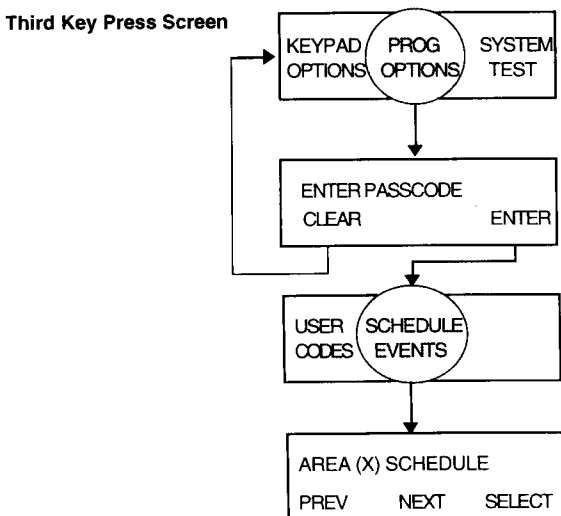 Third Key Press Screen
KEYPAD PROG SYSTEM
OPTIONS OPTIONS TEST
ENTER PASSCODE
CLEAR ENTER
USER SCHEDULE
CODES EVENTS
AREA (X) SCHEDULE
PREV NEXT SELECT